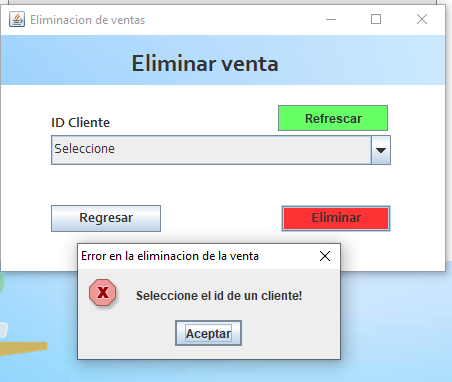 Eliminacion de ventas
Eliminar venta
Refrescar
ID Cliente
Seleccione
Regresar
Eliminar
Error en la eliminacion de la venta
Seleccione el id de un cliente!
Aceptar